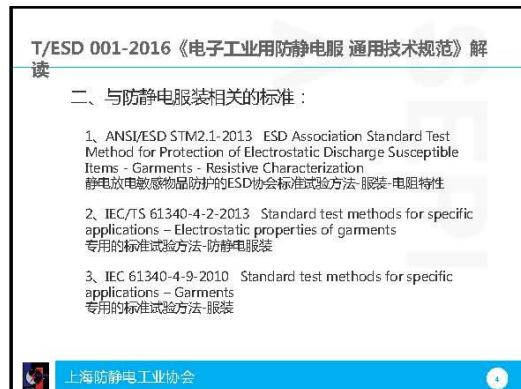 T/ESD 001-2016《电子工业用防静电服 通用技术规范》解
读
二、与防静电服装相关的标准：
1、ANSI/ESD STM2.1-2013 ESD Association Standard Test
Method for Protection of Electrostatic Discharge Susceptible
Items - Garments - Resistive Characterization
静电放电敏感物品防护的ESD协会标准试验方法-服装-电阻特性
2、IEC/TS 61340-4-2-2013 Standard test methods for specific
applications – Electrostatic properties of garments
专用的标准试验方法-防静电服装
3、IEC 61340-4-9-2010 Standard test methods for specific
applications – Garments
专用的标准试验方法-服装
上海防静电工业协会
4